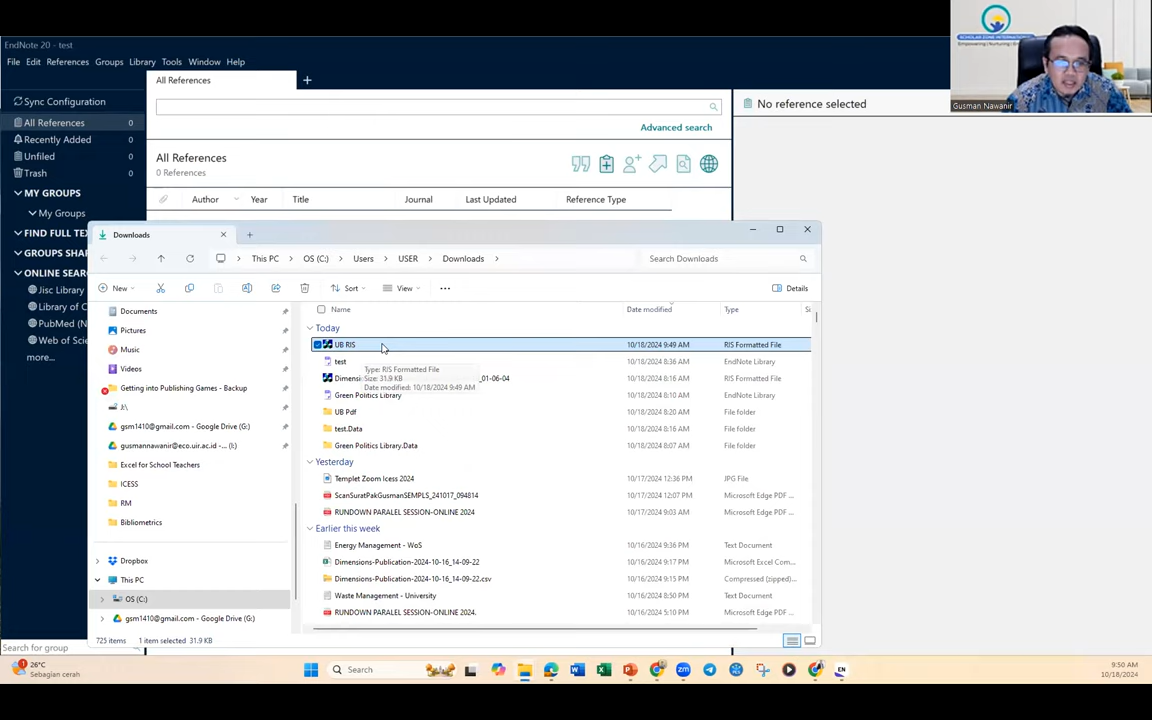 SCHOLAR ZONE INTERNATIONAL
Gusman Nawanir
EndNote 20 - test
File Edit References Groups Library Tools Window Help
Sync Configuration
All References 0
Recently Added 0
Unfiled 0
Trash 0
MY GROUPS
My Groups
FIND FULL TEX
GROUPS SHAR
ONLINE SEARC
Jisc Library
Library of C
PubMed (N
Web of Scie
more...
Search for group
All References
+
Advanced search
All References
0 References
Author Year Title Journal Last Updated Reference Type
No reference selected
Downloads
This PC > OS (C:) > Users > USER > Downloads >
Search Downloads
New Sort View ... Details
Documents
Pictures
Music
Videos
Getting into Publishing Games - Backup
gsm1410@gmail.com - Google Drive (G:)
gusmannawanir@eco.uir.ac.id - ... (I:)
Excel for School Teachers
ICESS
RM
Bibliometrics
Dropbox
This PC
OS (C:)
gsm1410@gmail.com - Google Drive (G:)
Name Date modified Type Si
Today
UB RIS 10/18/2024 9:49 AM RIS Formatted File
test 10/18/2024 9:39 AM EndNote Library
Dimens _01-06-04 10/18/2024 8:16 AM RIS Formatted File
Green Politics Library 10/18/2024 8:10 AM EndNote Library
UB Pdf 10/18/2024 8:20 AM File folder
test.Data 10/18/2024 8:16 AM File folder
Green Politics Library.Data 10/18/2024 8:07 AM File folder
Type: RIS Formatted File
Size: 31.9 KB
Date modified: 10/18/2024 9:49 AM
Yesterday
Templet Zoom Icess 2024 10/17/2024 12:36 PM JPG File
ScanSuratPakGusmanSEMPLS_241017_094814 10/17/2024 12:07 PM Microsoft Edge PDF ...
RUNDOWN PARALEL SESSION-ONLINE 2024 10/17/2024 9:03 AM Microsoft Edge PDF ...
Earlier this week
Energy Management - WoS 10/16/2024 9:36 PM Text Document
Dimensions-Publication-2024-10-16_14-09-22 10/16/2024 9:16 PM Microsoft Excel Com...
Dimensions-Publication-2024-10-16_14-09-22.csv 10/16/2024 9:15 PM Compressed (zipped)...
Waste Management - University 10/16/2024 9:35 PM Text Document
RUNDOWN PARALEL SESSION-ONLINE 2024. 10/16/2024 5:10 PM Microsoft Edge PDF ...
725 items 1 item selected 31.9 KB
26°C
Sebagian cerah
Search
9:50 AM
10/18/2024